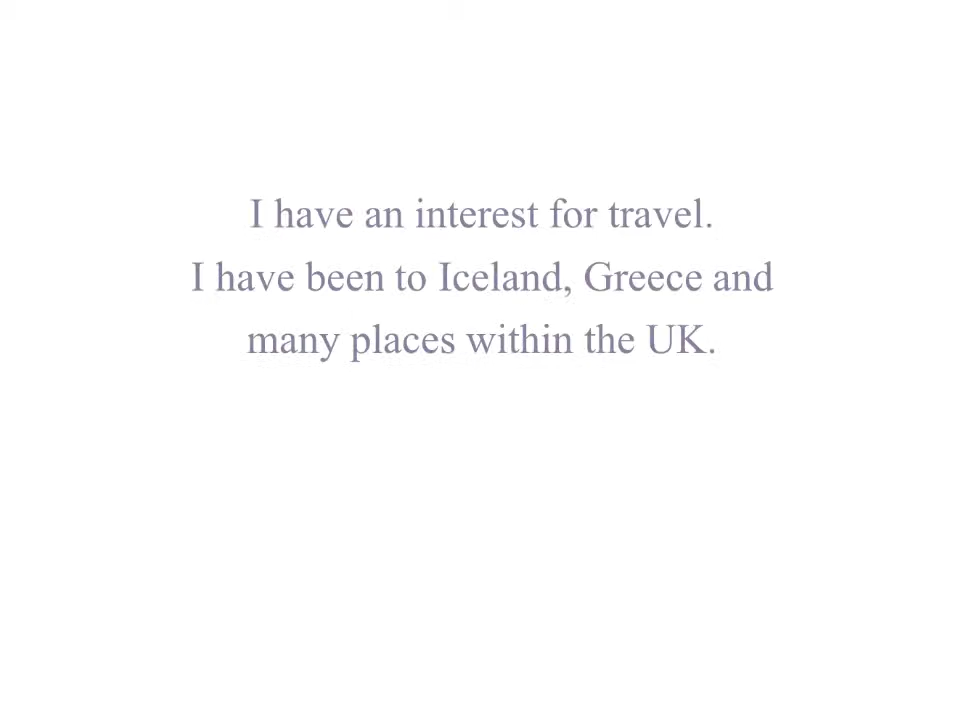 I have an interest for travel.
I have been to Iceland, Greece and
many places within the UK.